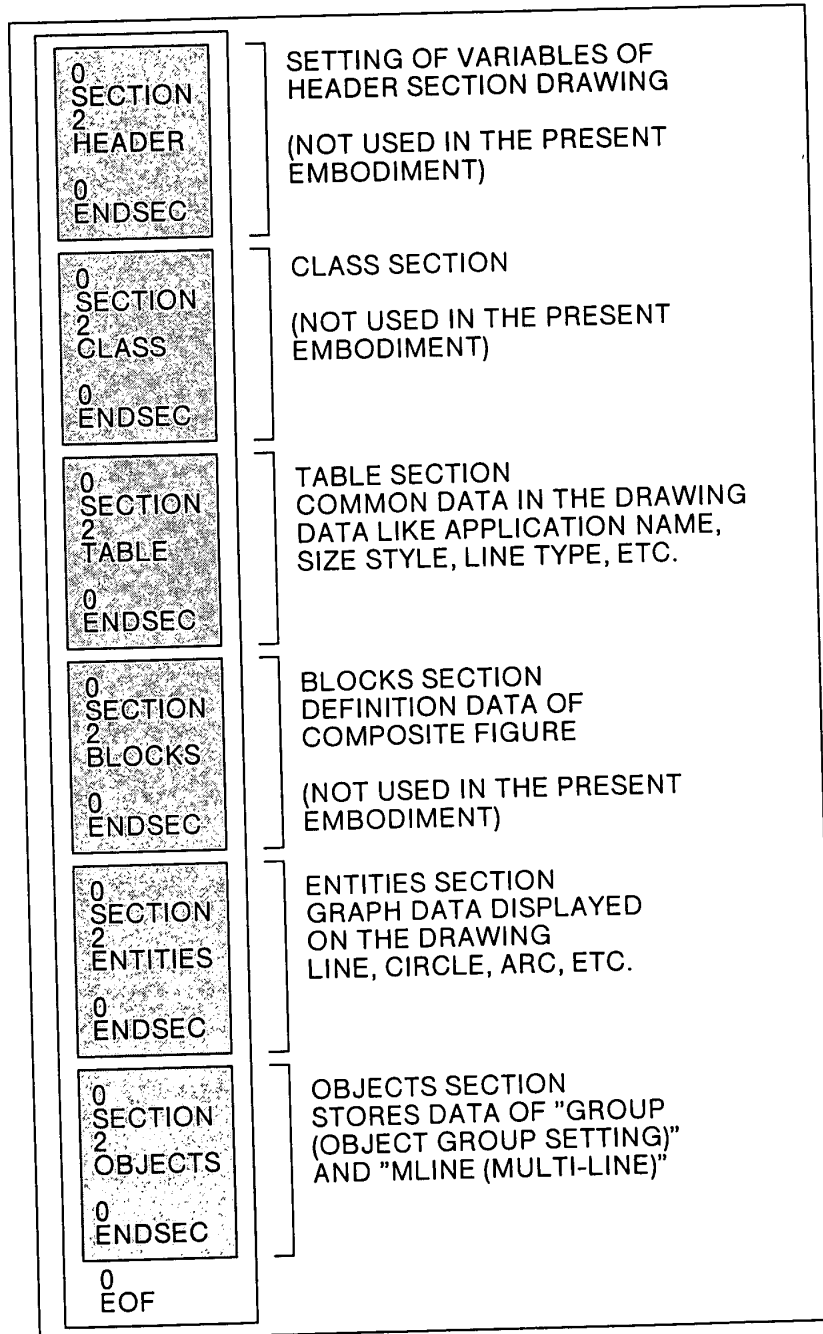 0
SECTION
2
HEADER
0
ENDSEC
SETTING OF VARIABLES OF
HEADER SECTION DRAWING
(NOT USED IN THE PRESENT
EMBODIMENT)
0
SECTION
2
CLASS
0
ENDSEC
CLASS SECTION
(NOT USED IN THE PRESENT
EMBODIMENT)
0
SECTION
2
TABLE
0
ENDSEC
TABLE SECTION
COMMON DATA IN THE DRAWING
DATA LIKE APPLICATION NAME,
SIZE STYLE, LINE TYPE, ETC.
0
SECTION
2
BLOCKS
0
ENDSEC
BLOCKS SECTION
DEFINITION DATA OF
COMPOSITE FIGURE
(NOT USED IN THE PRESENT
EMBODIMENT)
0
SECTION
2
ENTITIES
0
ENDSEC
ENTITIES SECTION
GRAPH DATA DISPLAYED
ON THE DRAWING
LINE, CIRCLE, ARC, ETC.
0
SECTION
2
OBJECTS
0
ENDSEC
OBJECTS SECTION
STORES DATA OF "GROUP
(OBJECT GROUP SETTING)"
AND "MLINE (MULTI-LINE)"
0
EOF